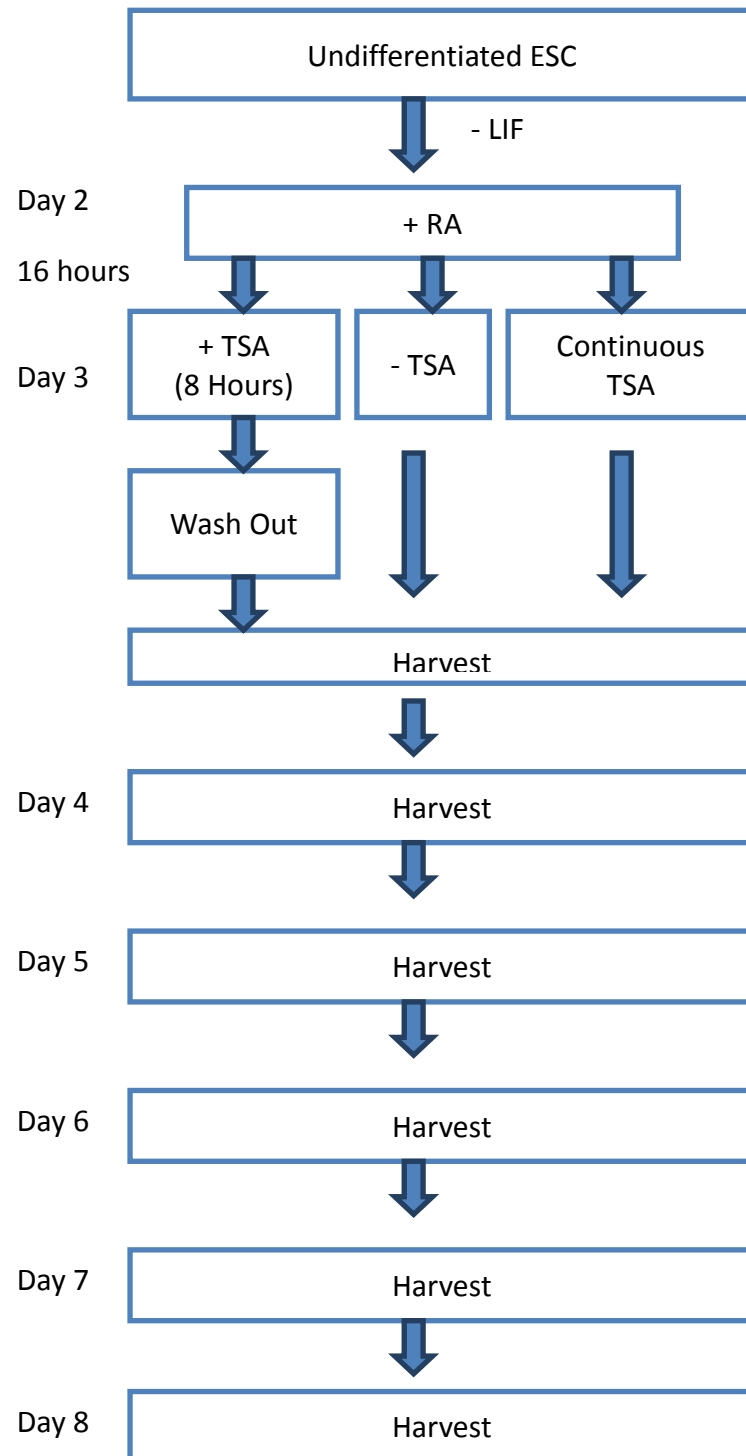 Undifferentiated ESC
- LIF
Day 2
+ RA
16 hours
Day 3
+ TSA
(8 Hours)
- TSA
Continuous
TSA
Wash Out
Harvest
Day 4
Harvest
Day 5
Harvest
Day 6
Harvest
Day 7
Harvest
Day 8
Harvest